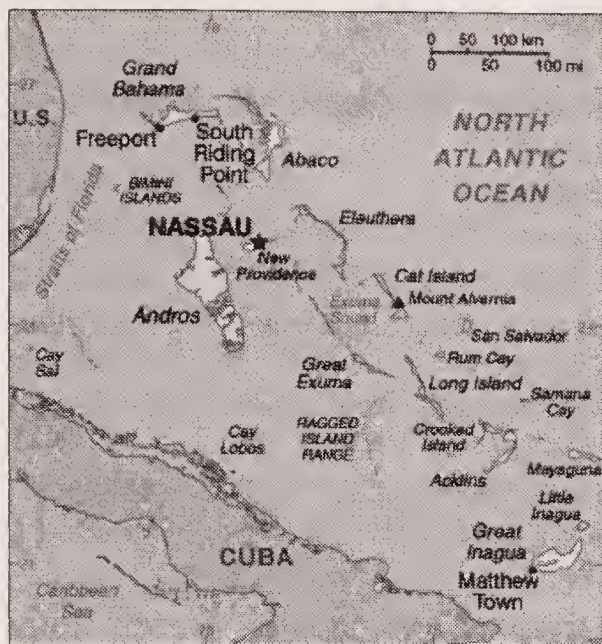 0 50 100 km
0 50 100 mi
Grand
Bahama
U.S.
Freeport
South
Riding
Point
Abaco
NORTH
ATLANTIC
OCEAN
BIMINI
ISLANDS
Straits of Florida
NASSAU
New
Providence
Eleuthera
Cat Island
Mount Alvernia
Exuma
Sound
Andros
San Salvador
Rum Cay
Cay
Sal
Great
Exuma
Long Island
Samana
Cay
Cay
Lobos
RAGGED
ISLAND
RANGE
Crooked
Island
Acklins
Mayaguna
Little
Inagua
Great
Inagua
Matthew
Town
CUBA
Caribbean
Sea